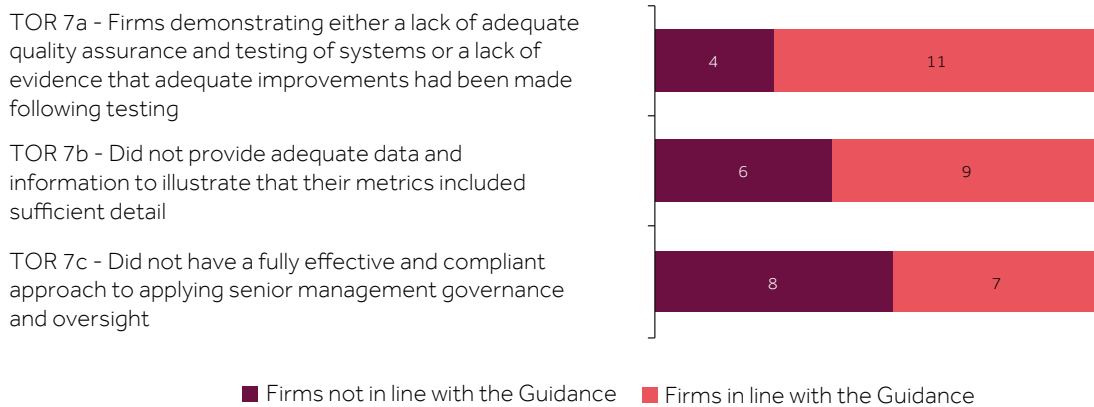 TOR 7a - Firms demonstrating either a lack of adequate
quality assurance and testing of systems or a lack of
evidence that adequate improvements had been made
following testing
4
11
TOR 7b - Did not provide adequate data and
information to illustrate that their metrics included
sufficient detail
6
9
TOR 7c - Did not have a fully effective and compliant
approach to applying senior management governance
and oversight
8
7
Firms not in line with the Guidance
Firms in line with the Guidance